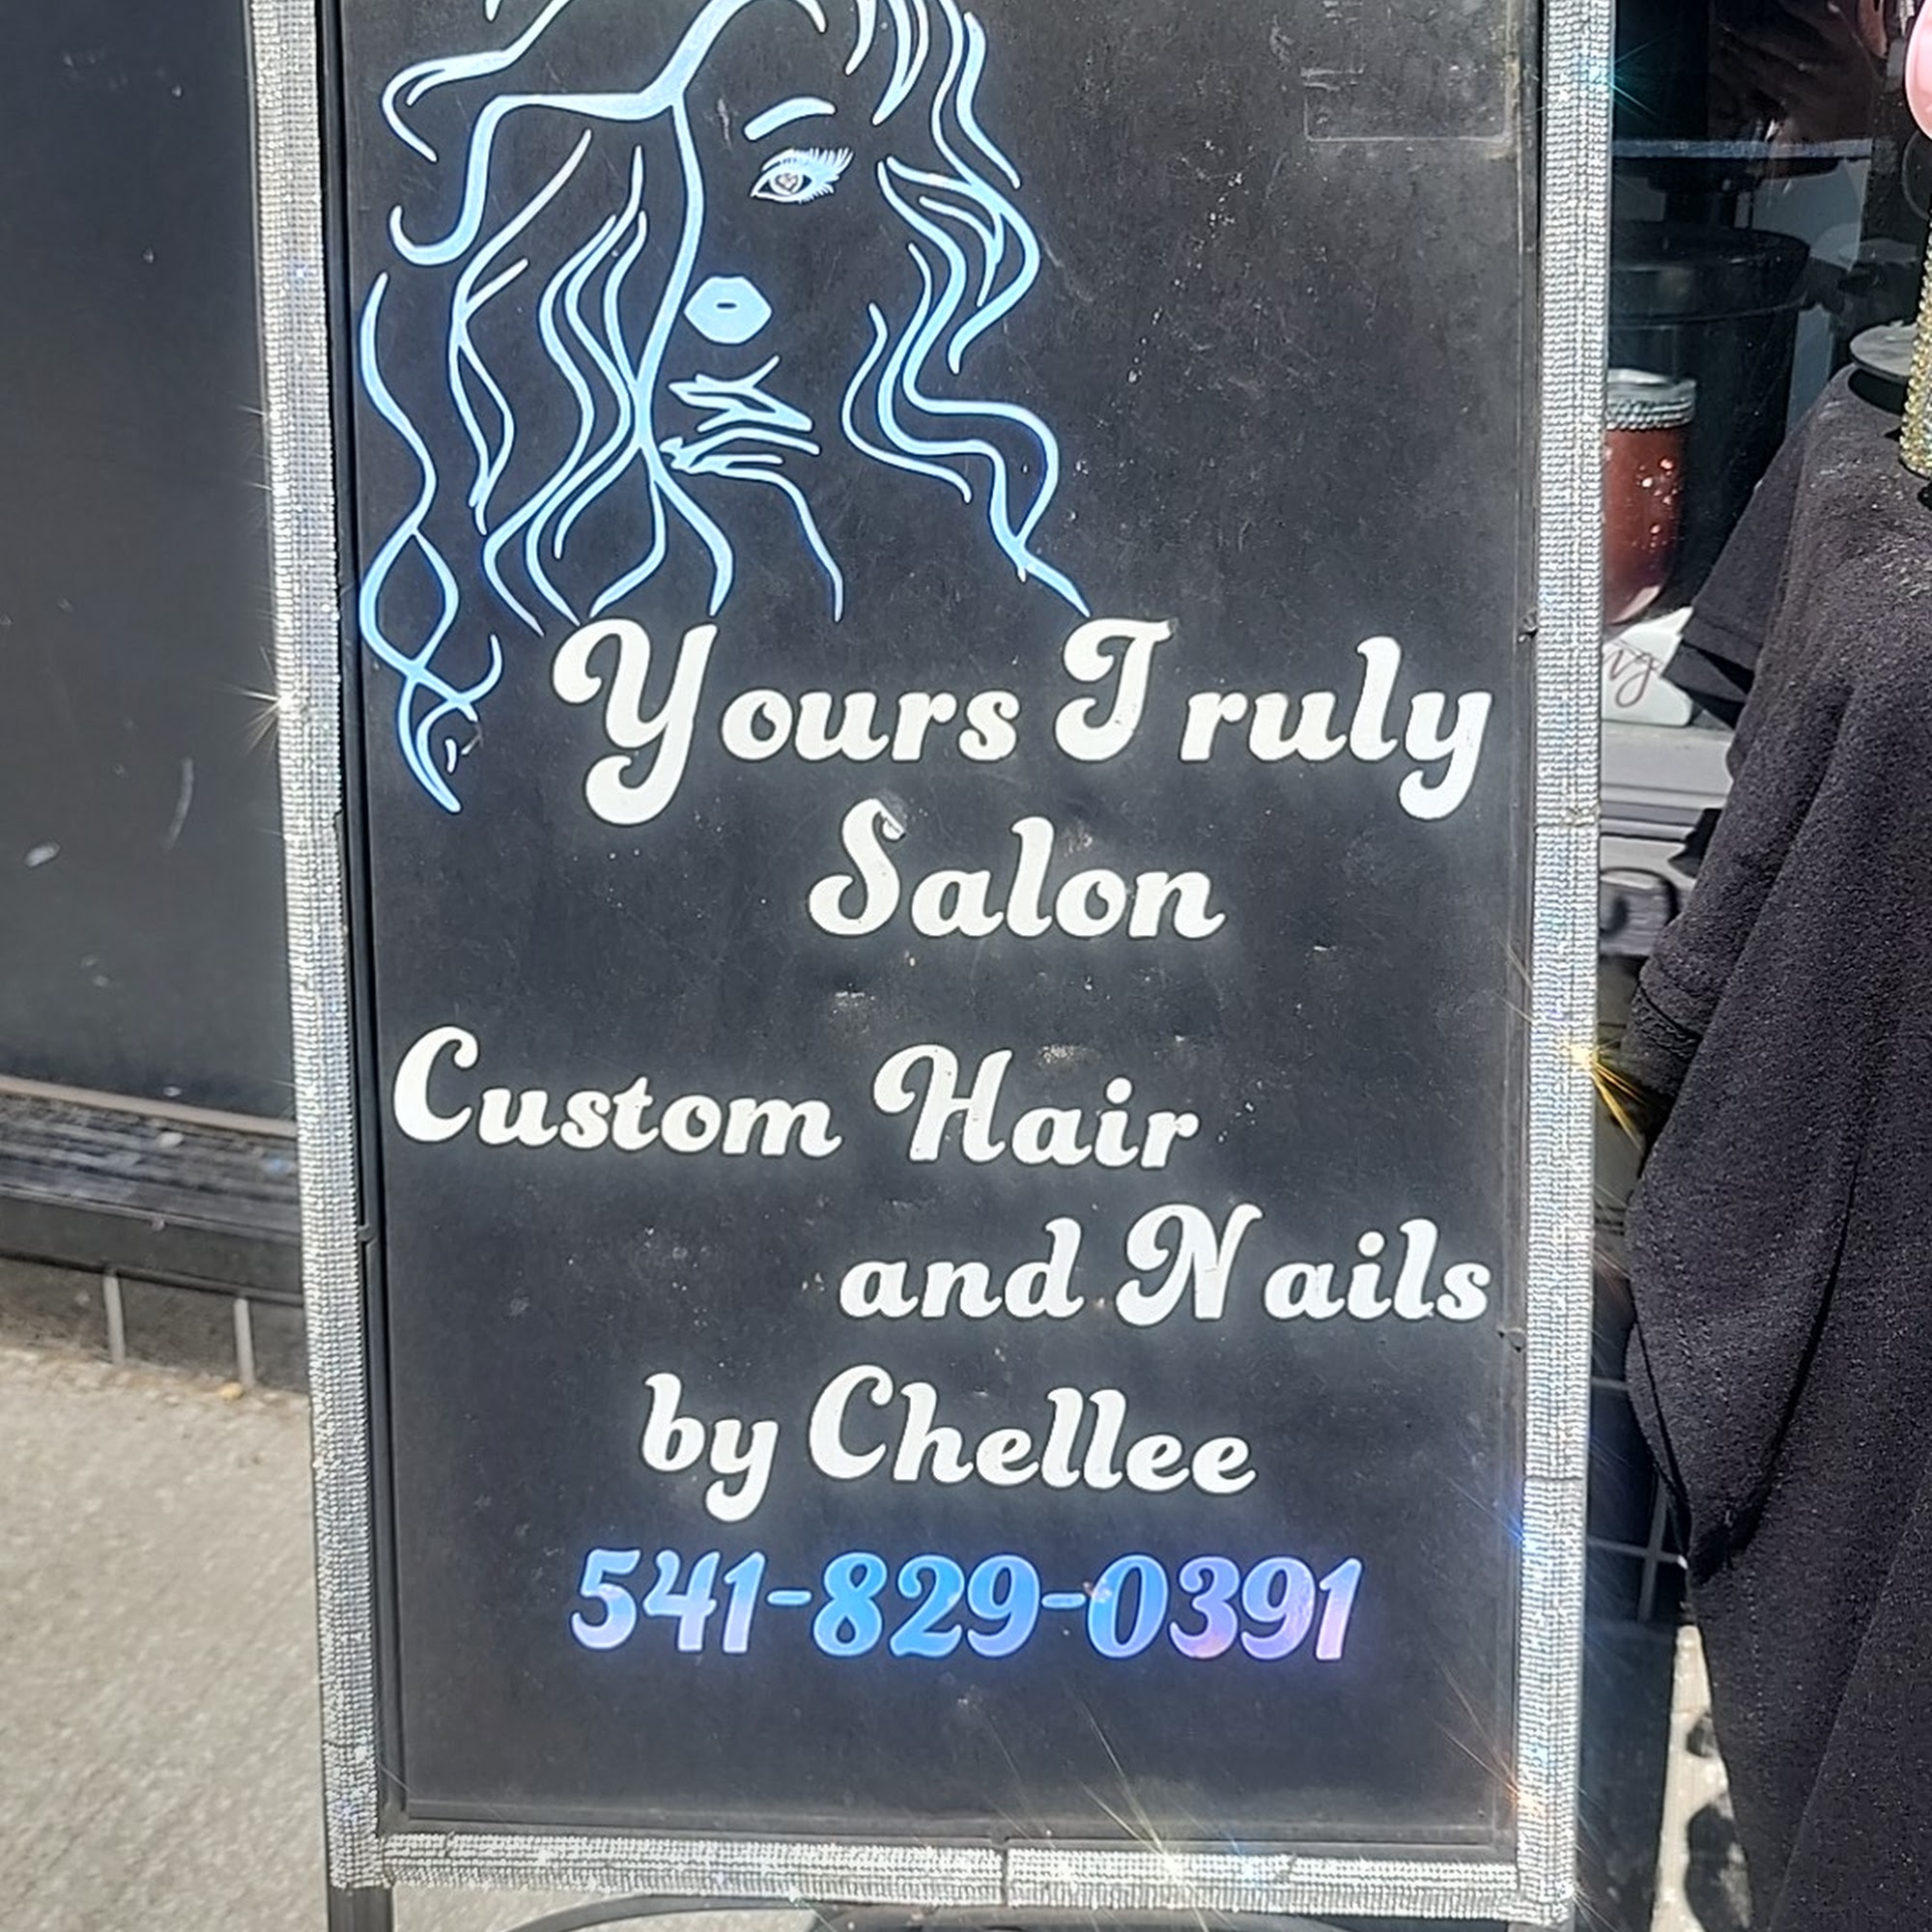 Yours Truly
Salon
Custom Hair
and Nails
by Chellee
541-829-0391